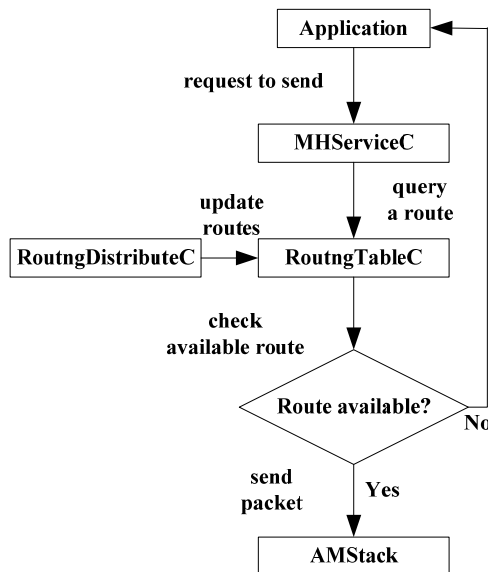 Application
request to send
MHServiceC
query
a route
update
routes
RoutngDistributeC
RoutngTableC
check
available route
Route available?
No
send
packet
Yes
AMStack